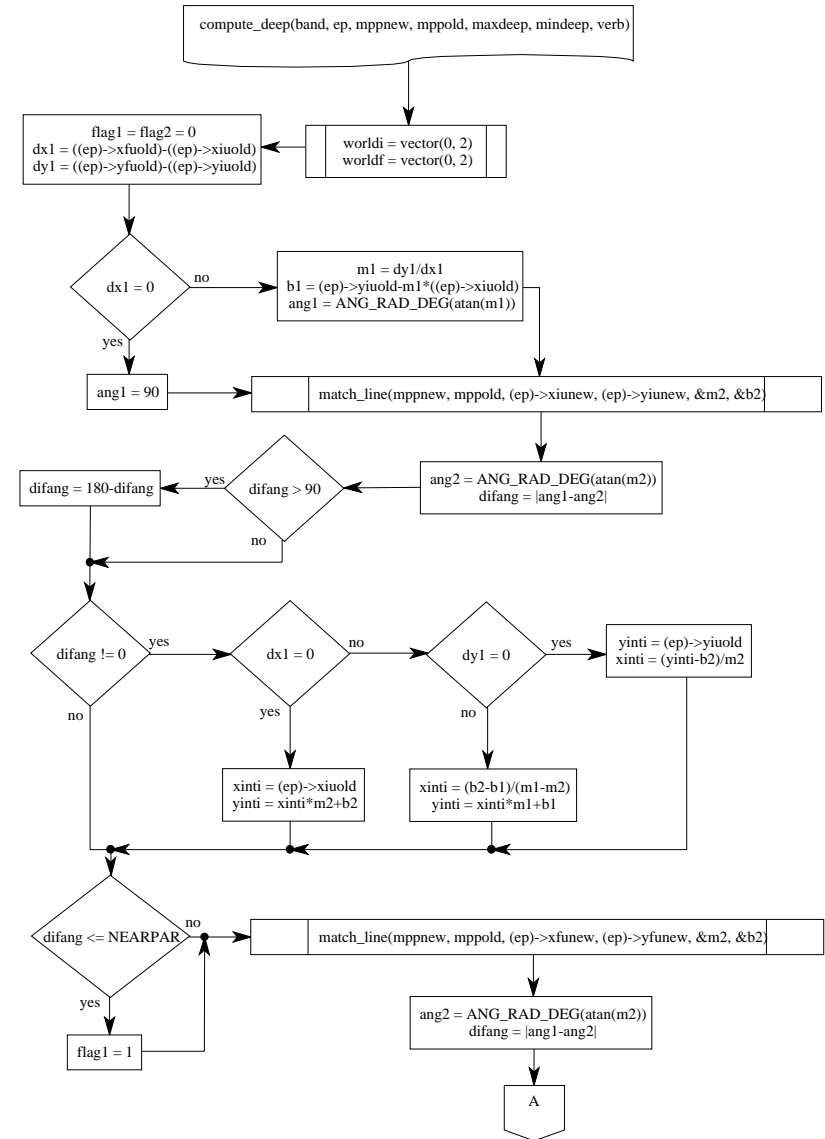 compute_deep(band, ep, mppnew, mppold, maxdeep, mindeep, verb)
worldi = vector(0, 2)
worldf = vector(0, 2)
flag1 = flag2 = 0
dx1 = ((ep)->xfuold)-((ep)->xiuold)
dy1 = ((ep)->yfuold)-((ep)->yiuold)
dx1 = 0
no
yes
m1 = dy1/dx1
b1 = (ep)->yiuold-m1*((ep)->xiuold)
ang1 = ANG_RAD_DEG(atan(m1))
ang1 = 90
match_line(mppnew, mppold, (ep)->xiunew, (ep)->yiunew, &m2, &b2)
ang2 = ANG_RAD_DEG(atan(m2))
difang = |ang1-ang2|
difang > 90
yes
no
difang = 180-difang
difang != 0
yes
no
dx1 = 0
no
yes
dy1 = 0
yes
no
yinti = (ep)->yiuold
xinti = (yinti-b2)/m2
xinti = (ep)->xiuold
yinti = xinti*m2+b2
xinti = (b2-b1)/(m1-m2)
yinti = xinti*m1+b1
difang <= NEARPAR
no
yes
flag1 = 1
match_line(mppnew, mppold, (ep)->xfunew, (ep)->yfunew, &m2, &b2)
ang2 = ANG_RAD_DEG(atan(m2))
difang = |ang1-ang2|
A